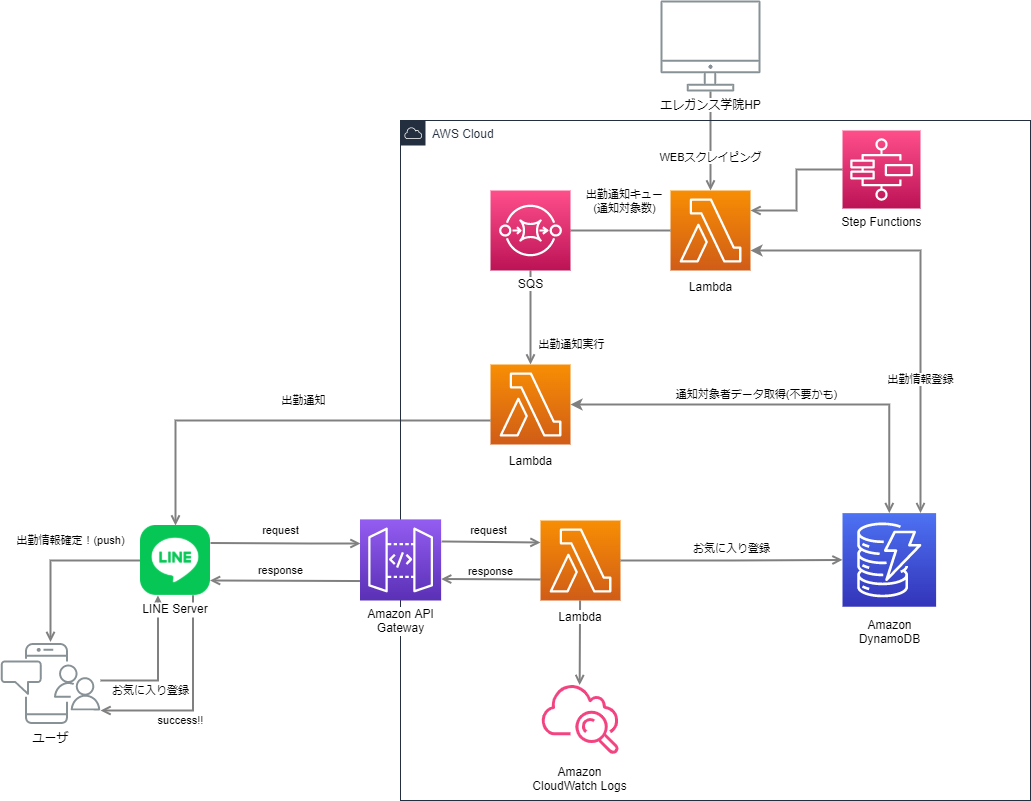 エレガンス学院HP
AWS Cloud
WEBスクレイピング
出勤通知キュー
(通知対象数)
Step Functions
SQS
Lambda
出勤通知実行
出勤情報登録
通知対象者データ取得(不要かも)
出勤通知
Lambda
出勤情報確定！(push)
request
request
LINE
お気に入り登録
response
response
LINE Server
Amazon API
Gateway
Lambda
Amazon
DynamoDB
お気に入り登録
success!!
ユーザ
Amazon
CloudWatch Logs